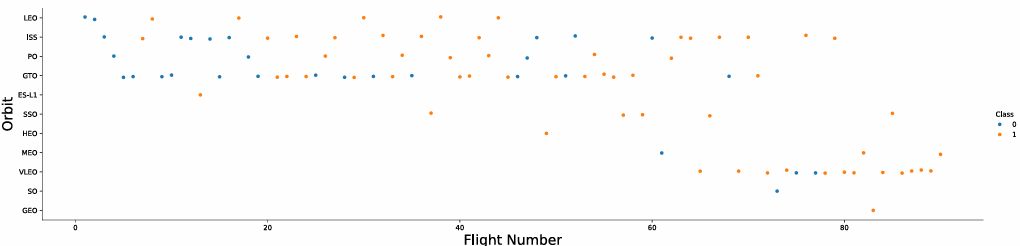 LEO
ISS
PO
GTO
ES-L1
SSO
HEO
MEO
VLEO
SO
GEO
Orbit
0 20 40 60 80
Flight Number
Class
0
1